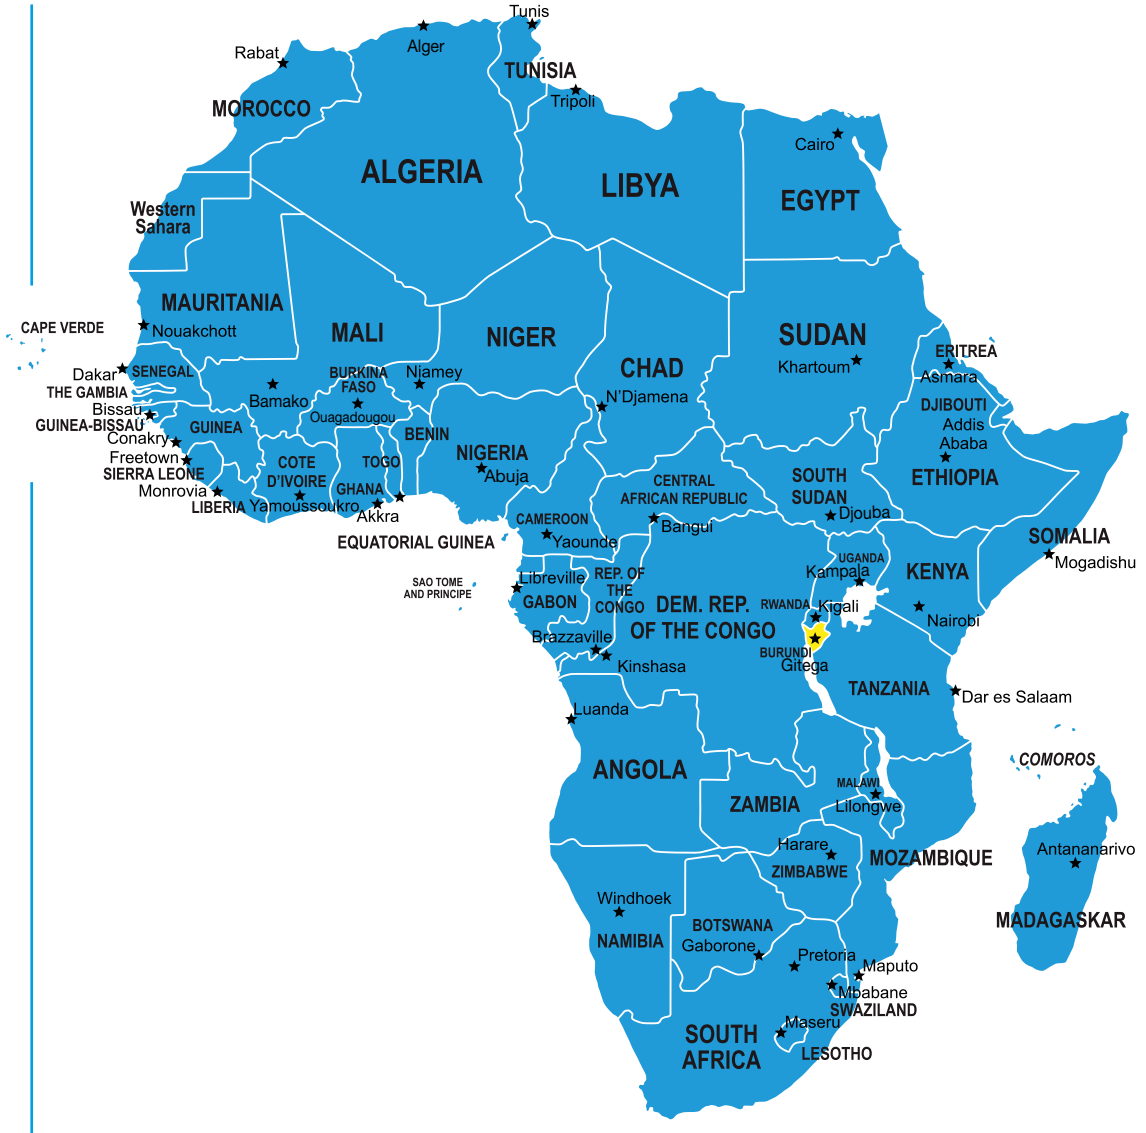 Tunis
Alger
Rabat
TUNISIA
Tripoli
MOROCCO
Cairo
ALGERIA
LIBYA
EGYPT
Western
Sahara
MAURITANIA
Nouakchott
CAPE VERDE
MALI
NIGER
SUDAN
CHAD
Khartoum
ERITREA
Asmara
Dakar
SENEGAL
BURKINA
FASO
Niamey
THE GAMBIA
Bamako
N'Djamena
DJIBOUTI
Bissau
Ouagadougou
Addis
Ababa
GUINEA-BISSAU
GUINEA
BENIN
Conakry
Freetown
NIGERIA
Abuja
SIERRA LEONE
COTE
D'IVOIRE
TOGO
ETHIOPIA
Monrovia
GHANA
CENTRAL
AFRICAN REPUBLIC
SOUTH
SUDAN
LIBERIA
Yamoussoukro
Akkra
CAMEROON
Bangui
Djouba
EQUATORIAL GUINEA
Yaounde
SOMALIA
Mogadishu
UGANDA
Kampala
KENYA
SAO TOME
AND PRINCIPE
Libreville
GABON
REP. OF
THE
CONGO
DEM. REP.
OF THE CONGO
RWANDA
Kigali
Nairobi
Brazzaville
Kinshasa
BURUNDI
Gitega
TANZANIA
Dar es Salaam
Luanda
ANGOLA
COMOROS
ZAMBIA
MALAWI
Lilongwe
Harare
ZIMBABWE
MOZAMBIQUE
Antananarivo
Windhoek
NAMIBIA
BOTSWANA
Gaborone
MADAGASKAR
Pretoria
Maputo
Mbabane
SWAZILAND
Maseru
SOUTH
AFRICA
LESOTHO